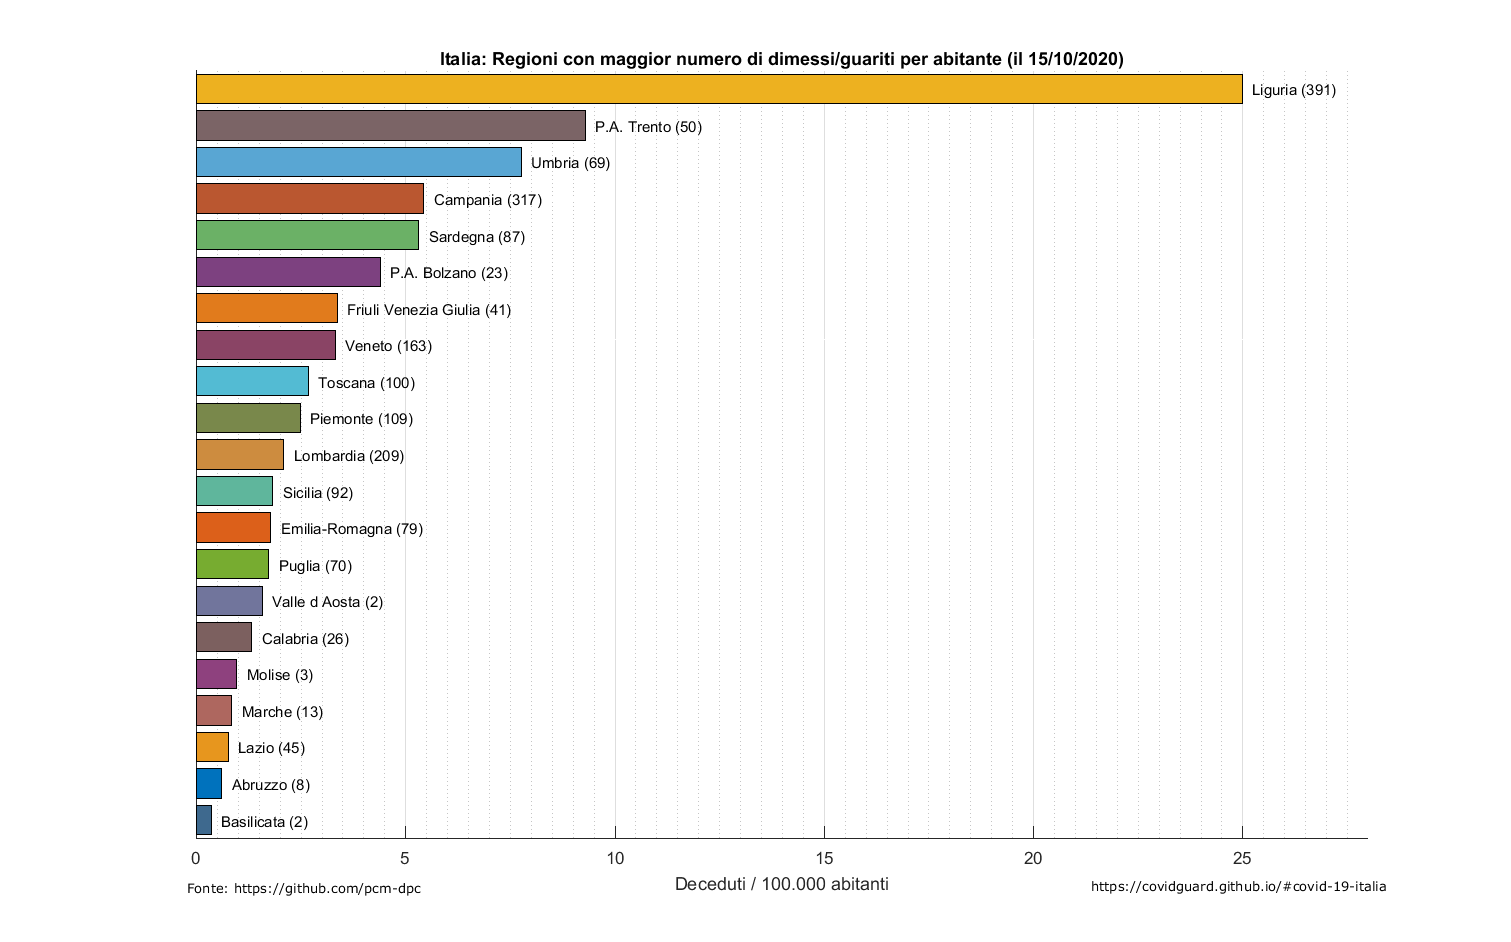 Italia: Regioni con maggior numero di dimessi/guariti per abitante (il 15/10/2020)
Liguria (391)
P.A. Trento (50)
Umbria (69)
Campania (317)
Sardegna (87)
P.A. Bolzano (23)
Friuli Venezia Giulia (41)
Veneto (163)
Toscana (100)
Piemonte (109)
Lombardia (209)
Sicilia (92)
Emilia-Romagna (79)
Puglia (70)
Valle d Aosta (2)
Calabria (26)
Molise (3)
Marche (13)
Lazio (45)
Abruzzo (8)
Basilicata (2)
0 5 10 15 20 25
Deceduti / 100.000 abitanti
Fonte: https://github.com/pcm-dpc
https://covidguard.github.io/#covid-19-italia